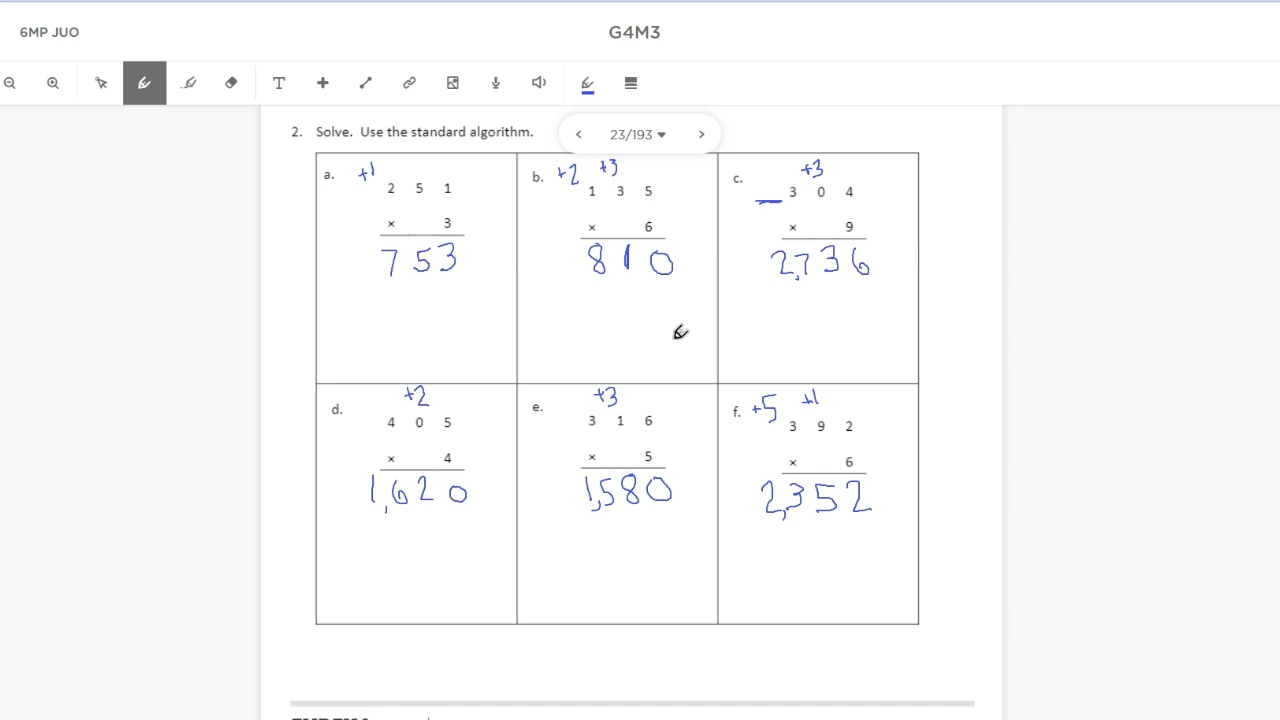 6MP JUO
G4M3
2. Solve. Use the standard algorithm.
23/193
a. +1
2 5 1
× 3
753
b. +2 +3
1 3 5
× 6
810
c. +3
3 0 4
× 9
2,736
d. +2
4 0 5
× 4
1,620
e. +3
3 1 6
× 5
1,580
f. +5 +1
3 9 2
× 6
2,352